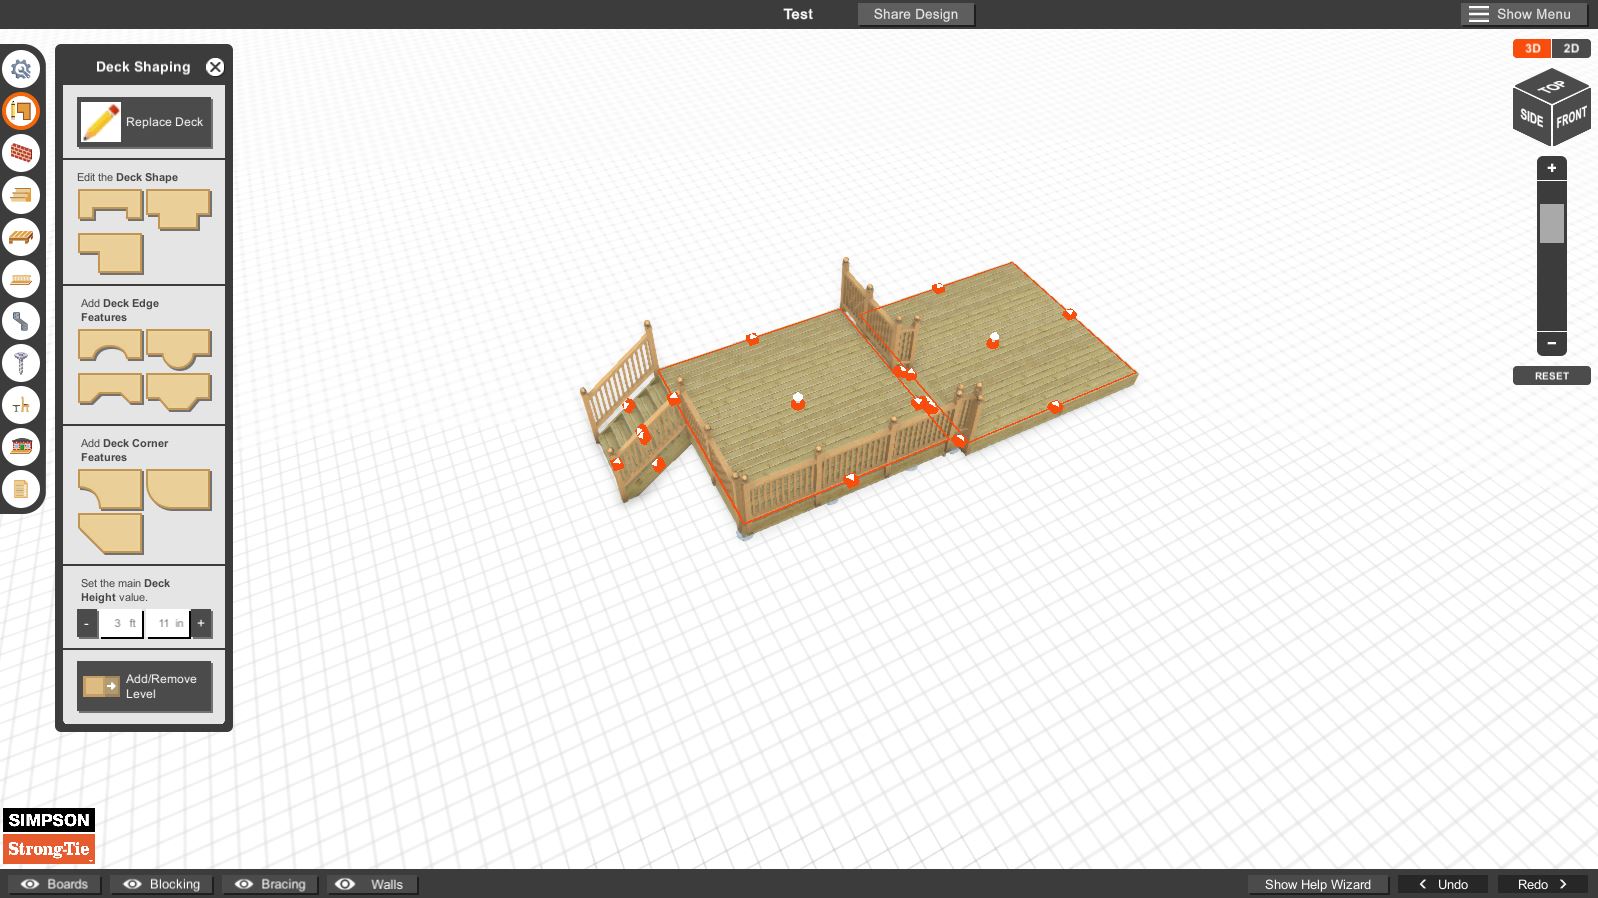 Test
Share Design
Show Menu
Deck Shaping
Replace Deck
Edit the Deck Shape
Add Deck Edge
Features
Add Deck Corner
Features
Set the main Deck
Height value.
- 3 ft 11 in +
Add/Remove
Level
3D 2D
TOP
SIDE FRONT
+
-
RESET
SIMPSON
Strong-Tie
Boards
Blocking
Bracing
Walls
Show Help Wizard
Undo
Redo